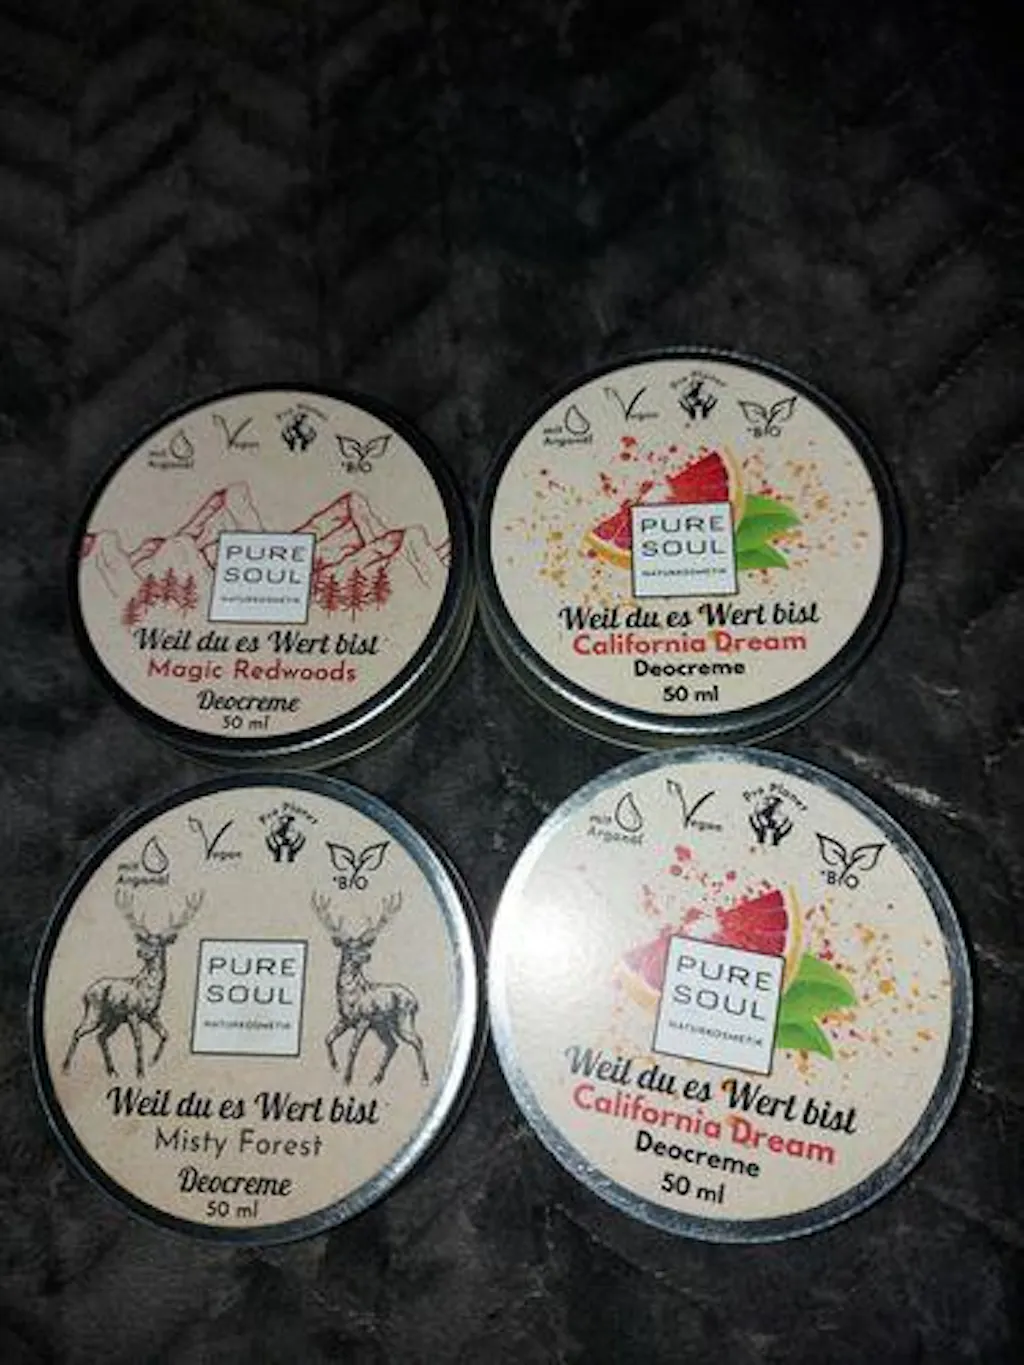 mit
Arganöl
Vegan
Pro Planet
*BIO
PURE
SOUL
NATURKOSMETIK
Weil du es Wert bist
Magic Redwoods
Deocreme
50 ml
mit
Arganöl
Vegan
Pro Planet
*BIO
PURE
SOUL
NATURKOSMETIK
Weil du es Wert bist
California Dream
Deocreme
50 ml
mit
Arganöl
Vegan
Pro Planet
*BIO
PURE
SOUL
NATURKOSMETIK
Weil du es Wert bist
Misty Forest
Deocreme
50 ml
mit
Arganöl
Vegan
Pro Planet
*BIO
PURE
SOUL
NATURKOSMETIK
Weil du es Wert bist
California Dream
Deocreme
50 ml